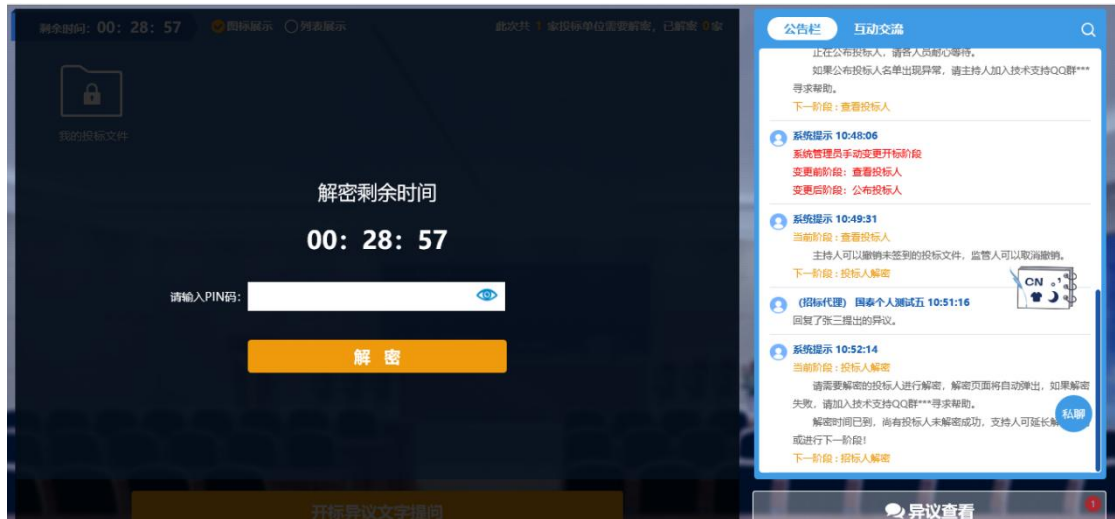 剩余时间: 00: 28: 57 图标展示 列表展示 此次共 1 家投标单位需要解密，已解密 0家
我的投标文件
解密剩余时间
00: 28: 57
请输入PIN码:
解 密
开标异议文字提问
公告栏 互动交流
正在公布投标人，请各人员耐心等待。
如果公布投标人名单出现异常，请主持人加入技术支持QQ群***
寻求帮助。
下一阶段 : 查看投标人
系统提示 10:48:06
系统管理员手动变更开标阶段
变更前阶段：查看投标人
变更后阶段：公布投标人
系统提示 10:49:31
当前阶段 : 查看投标人
主持人可以撤销未签到的投标文件，监管人可以取消撤销。
下一阶段 : 投标人解密
CN
（招标代理） 国泰个人测试五 10:51:16
回复了张三提出的异议。
系统提示 10:52:14
当前阶段 : 投标人解密
请需要解密的投标人进行解密，解密页面将自动弹出，如果解密
失败，请加入技术支持QQ群***寻求帮助。
解密时间已到，尚有投标人未解密成功，支持人可延长解
或进行下一阶段！
下一阶段 : 招标人解密
私聊
异议查看
1